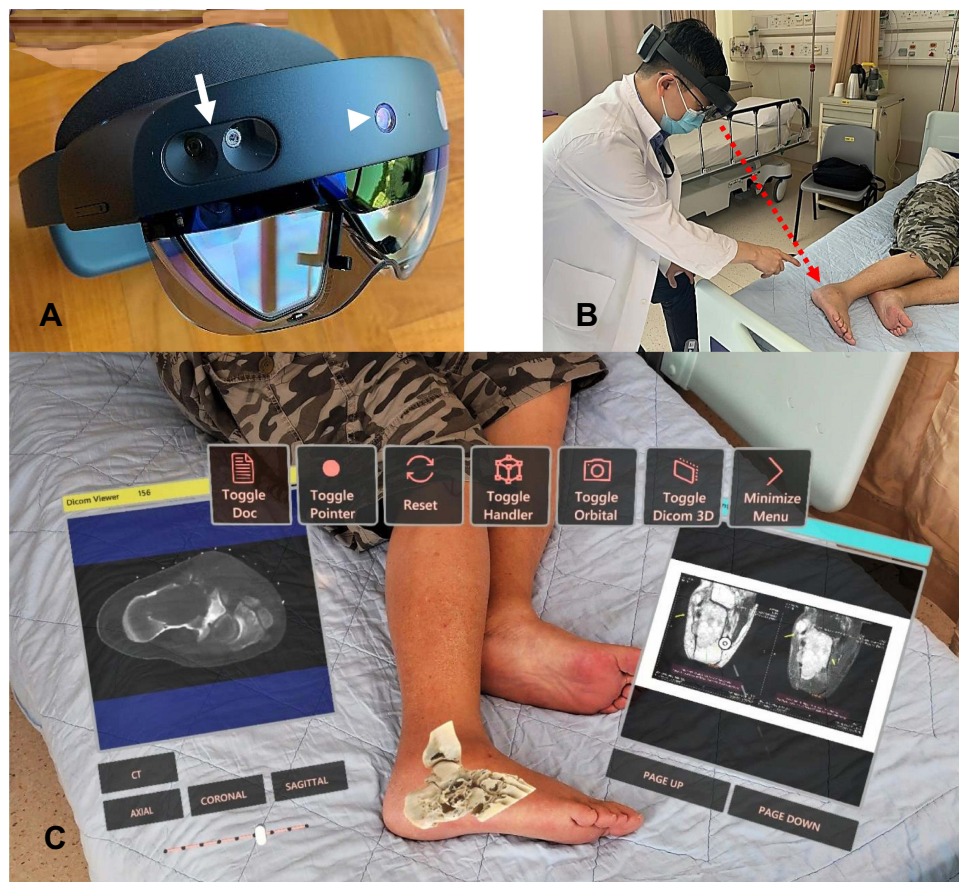 A
B
Dicom Viewer 156
Toggle
Doc
Toggle
Pointer
Reset
Toggle
Handler
Toggle
Orbital
Toggle
Dicom 3D
Minimize
Menu
CT
AXIAL
CORONAL
SAGITTAL
PAGE UP
PAGE DOWN
C